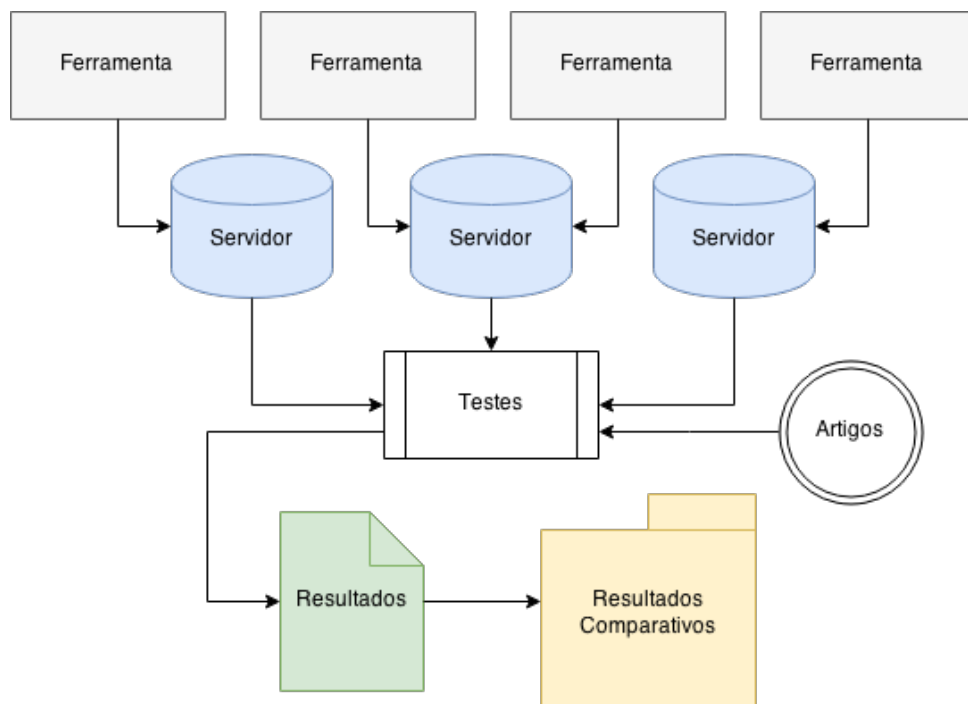 Ferramenta
Ferramenta
Ferramenta
Ferramenta
Servidor
Servidor
Servidor
Testes
Artigos
Resultados
Resultados
Comparativos